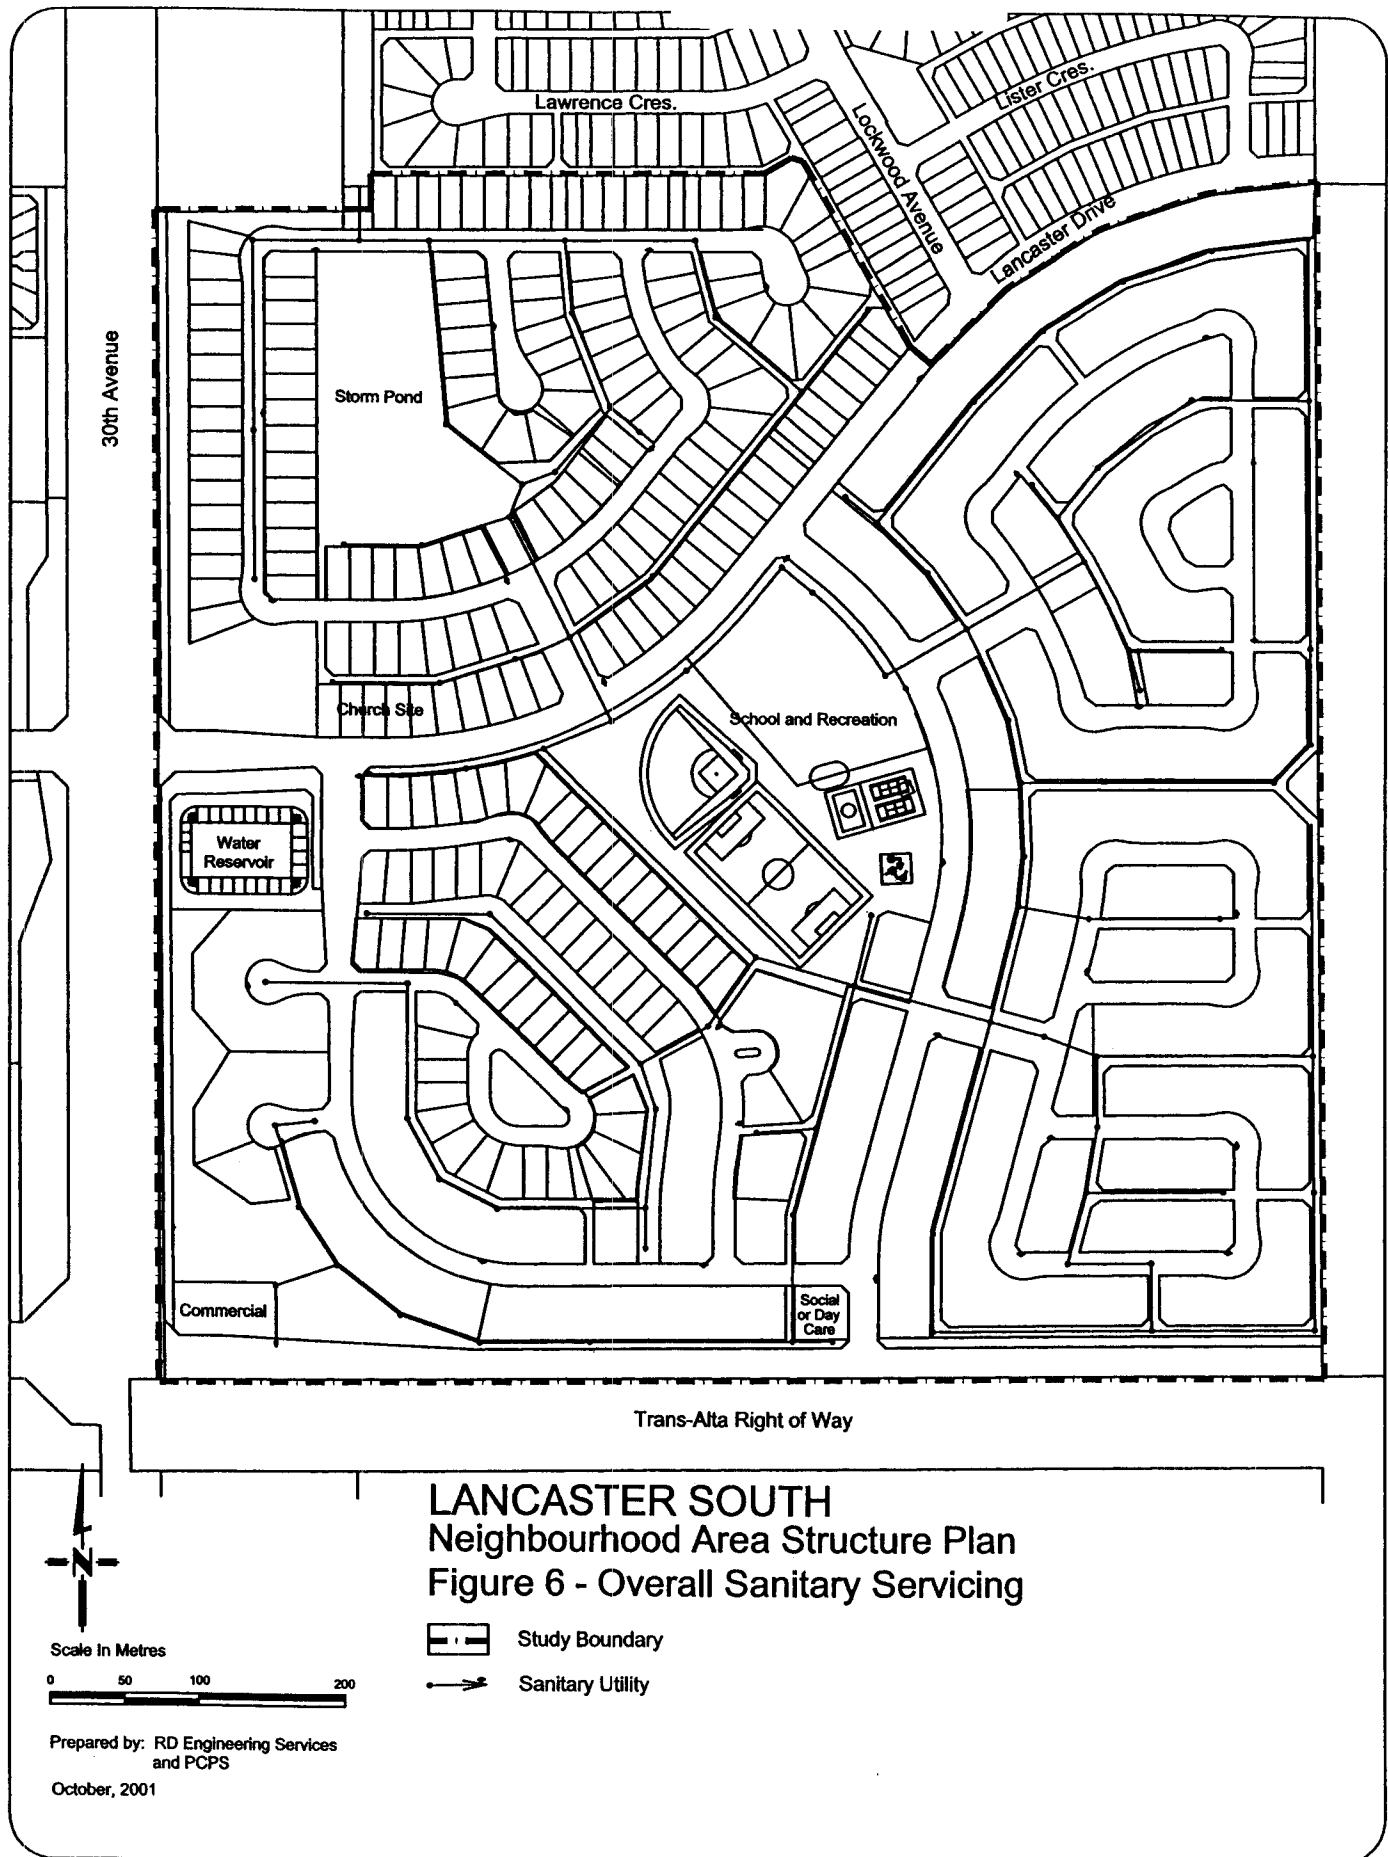 Lawrence Cres.
Lister Cres.
Lockwood Avenue
Lancaster Drive
30th Avenue
Storm Pond
Church Site
School and Recreation
Water
Reservoir
Commercial
Social
or Day
Care
Trans-Alta Right of Way
LANCASTER SOUTH
Neighbourhood Area Structure Plan
Figure 6 - Overall Sanitary Servicing
N
Study Boundary
Sanitary Utility
Scale In Metres
0 50 100 200
Prepared by: RD Engineering Services
and PCPS
October, 2001